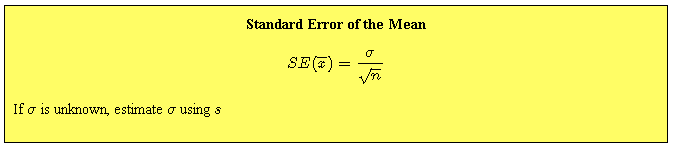 Standard Error of the Mean
SE(x̅) = σ/√n
If σ is unknown, estimate σ using s